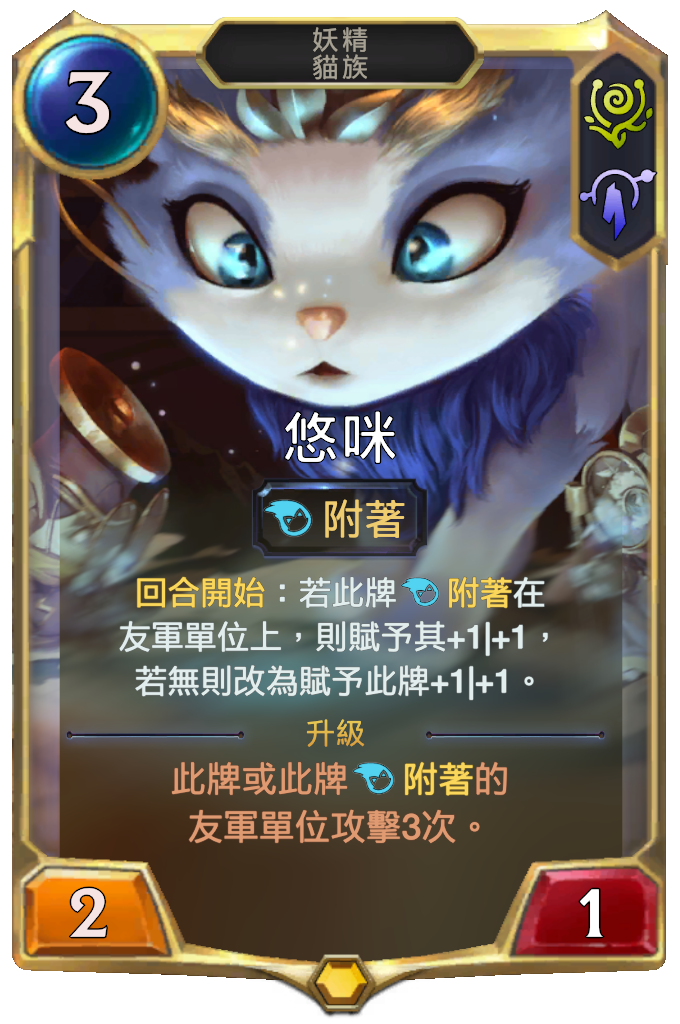 3
妖精
貓族
悠咪
附著
回合開始：若此牌附著在
友軍單位上，則賦予其+1|+1，
若無則改為賦予此牌+1|+1。
升級
此牌或此牌附著的
友軍單位攻擊3次。
2
1